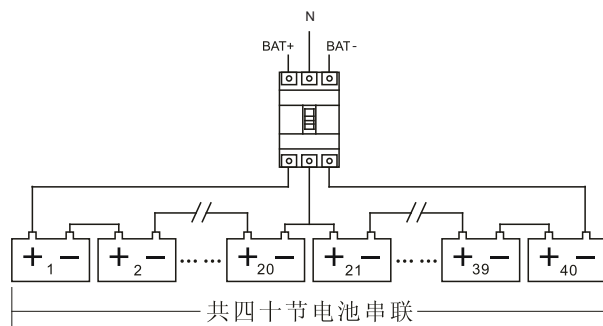 N
BAT+ BAT-
+ − + − + − + − + − + −
1 2 ... ... 20 21 ... ... 39 40
共四十节电池串联